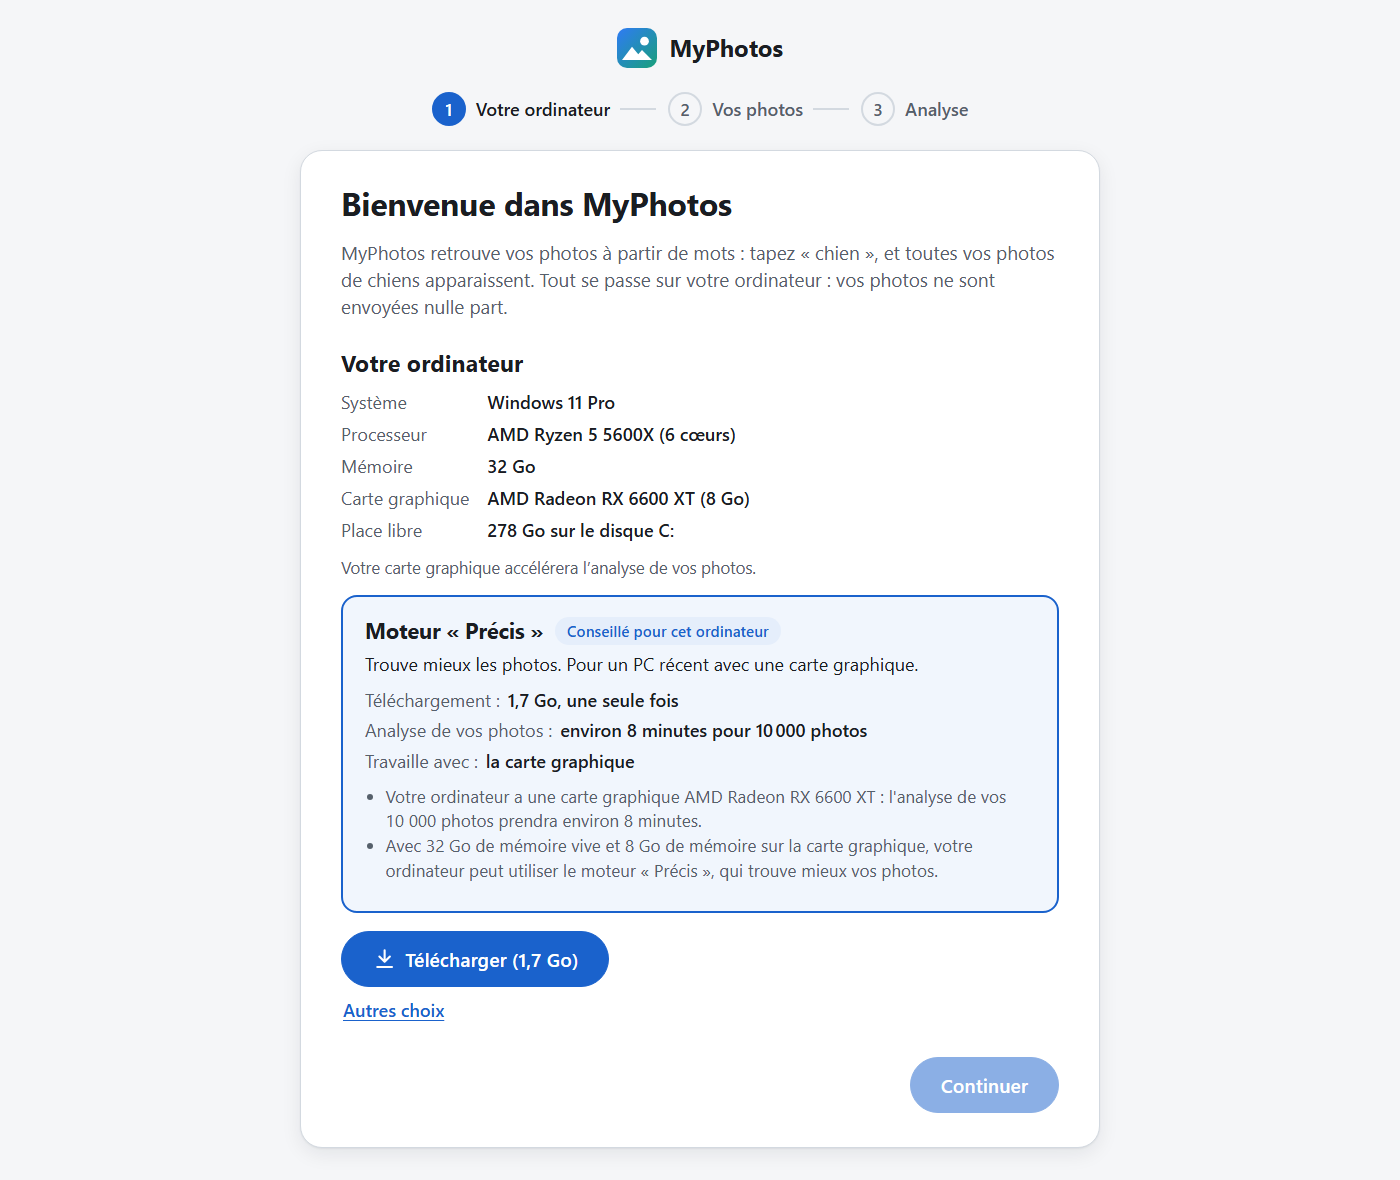 MyPhotos
1 Votre ordinateur 2 Vos photos 3 Analyse
Bienvenue dans MyPhotos
MyPhotos retrouve vos photos à partir de mots : tapez « chien », et toutes vos photos
de chiens apparaissent. Tout se passe sur votre ordinateur : vos photos ne sont
envoyées nulle part.
Votre ordinateur
Système Windows 11 Pro
Processeur AMD Ryzen 5 5600X (6 cœurs)
Mémoire 32 Go
Carte graphique AMD Radeon RX 6600 XT (8 Go)
Place libre 278 Go sur le disque C:
Votre carte graphique accélérera l’analyse de vos photos.
Moteur « Précis » Conseillé pour cet ordinateur
Trouve mieux les photos. Pour un PC récent avec une carte graphique.
Téléchargement : 1,7 Go, une seule fois
Analyse de vos photos : environ 8 minutes pour 10 000 photos
Travaille avec : la carte graphique
• Votre ordinateur a une carte graphique AMD Radeon RX 6600 XT : l'analyse de vos
10 000 photos prendra environ 8 minutes.
• Avec 32 Go de mémoire vive et 8 Go de mémoire sur la carte graphique, votre
ordinateur peut utiliser le moteur « Précis », qui trouve mieux vos photos.
Télécharger (1,7 Go)
Autres choix
Continuer